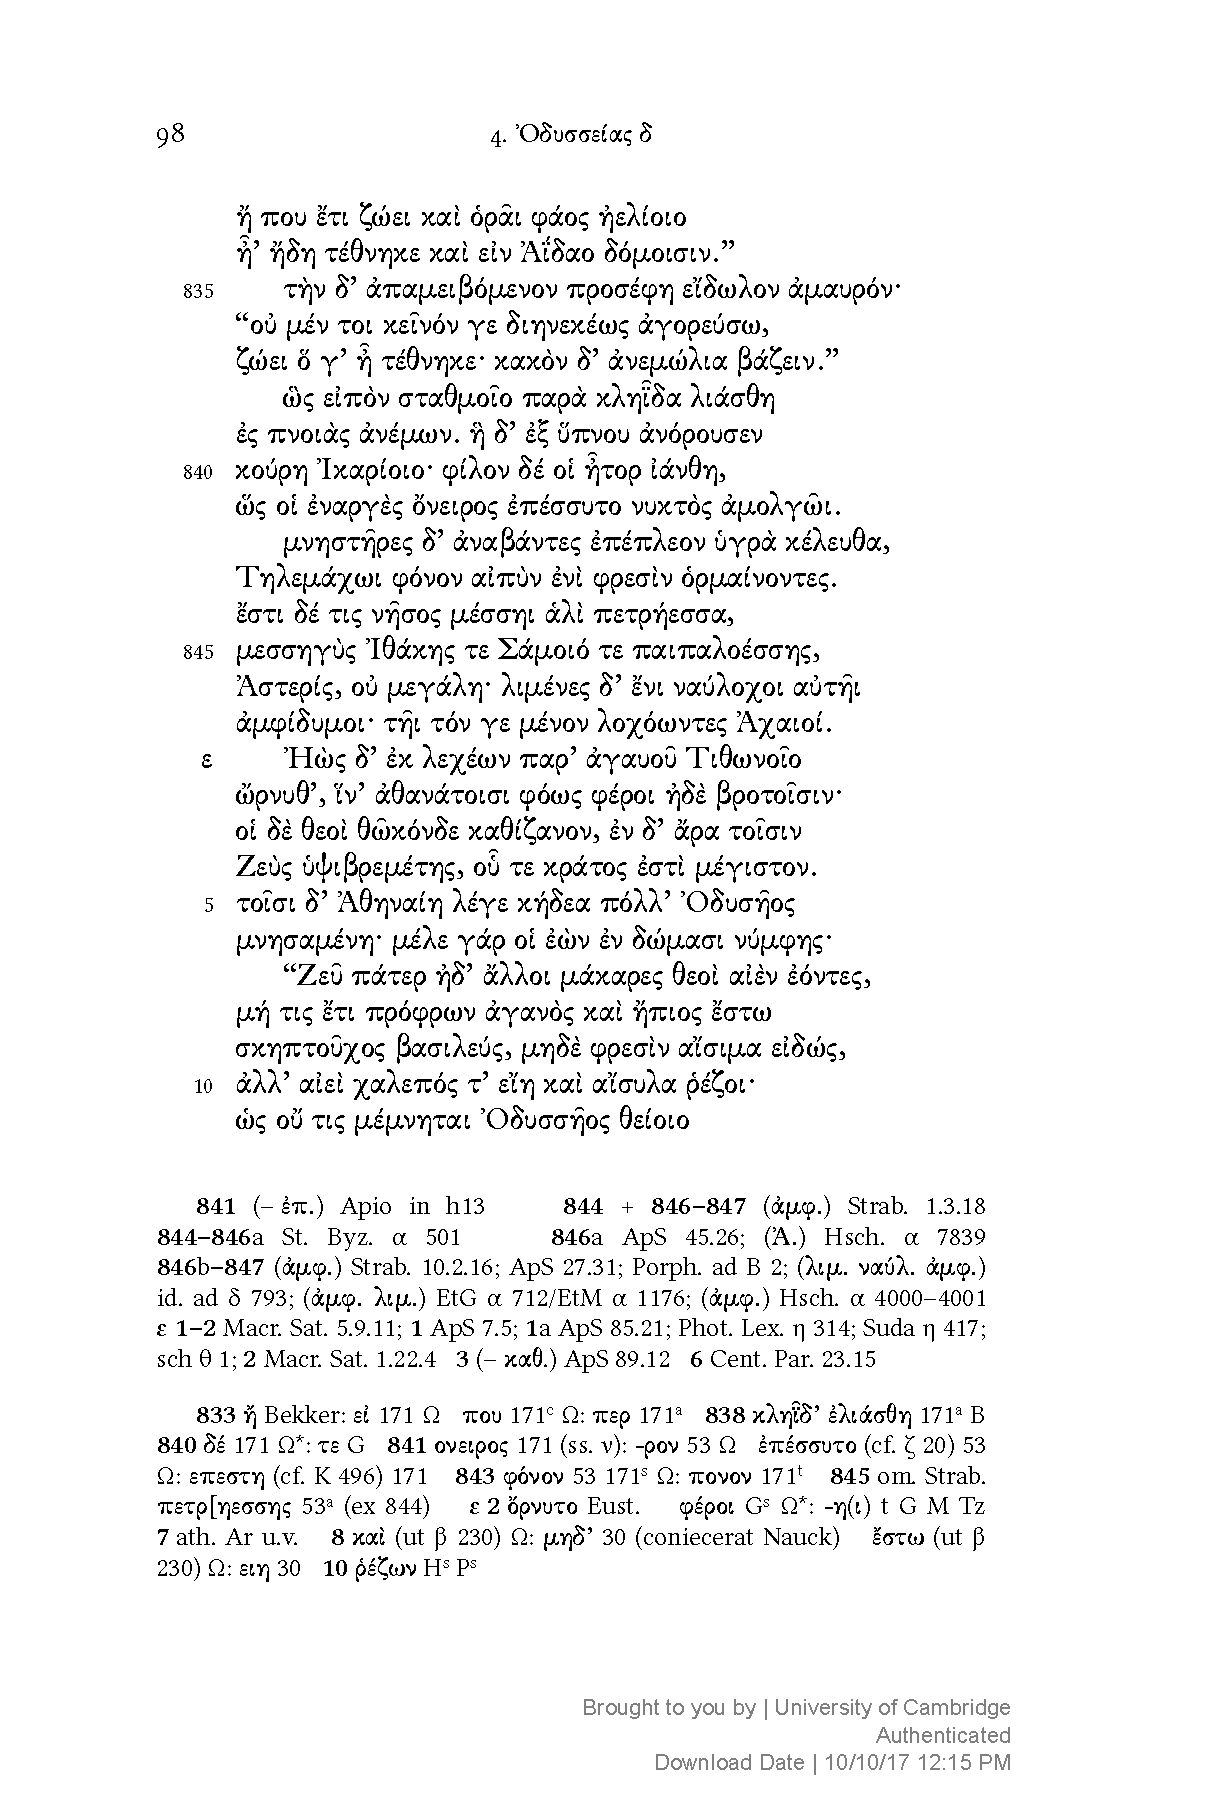 98 4. Ὀδυσσείας δ
ἤ που ἔτι ζώει καὶ ὁρᾶι φάος ἠελίοιο
ἦ’ ἤδη τέθνηκε καὶ εἰν Ἀΐδαο δόμοισιν.”
835 τὴν δ’ ἀπαμειβόμενον προσέφη εἴδωλον ἀμαυρόν·
“οὐ μέν τοι κεῖνόν γε διηνεκέως ἀγορεύσω,
ζώει ὅ γ’ ἦ τέθνηκε· κακὸν δ’ ἀνεμώλια βάζειν.”
ὣς εἰπὸν σταθμοῖο παρὰ κληῗδα λιάσθη
ἐς πνοιὰς ἀνέμων. ἣ δ’ ἐξ ὕπνου ἀνόρουσεν
840 κούρη Ἰκαρίοιο· φίλον δέ οἱ ἦτορ ἰάνθη,
ὥς οἱ ἐναργὲς ὄνειρος ἐπέσσυτο νυκτὸς ἀμολγῶι.
μνηστῆρες δ’ ἀναβάντες ἐπέπλεον ὑγρὰ κέλευθα,
Τηλεμάχωι φόνον αἰπὺν ἐνὶ φρεσὶν ὁρμαίνοντες.
ἔστι δέ τις νῆσος μέσσηι ἁλὶ πετρήεσσα,
845 μεσσηγὺς Ἰθάκης τε Σάμοιό τε παιπαλοέσσης,
Ἀστερίς, οὐ μεγάλη· λιμένες δ’ ἔνι ναύλοχοι αὐτῆι
ἀμφίδυμοι· τῆι τόν γε μένον λοχόωντες Ἀχαιοί.
ε Ἠὼς δ’ ἐκ λεχέων παρ’ ἀγαυοῦ Τιθωνοῖο
ὤρνυθ’, ἵν’ ἀθανάτοισι φόως φέροι ἠδὲ βροτοῖσιν·
οἱ δὲ θεοὶ θῶκόνδε καθίζανον, ἐν δ’ ἄρα τοῖσιν
Ζεὺς ὑψιβρεμέτης, οὗ τε κράτος ἐστὶ μέγιστον.
5 τοῖσι δ’ Ἀθηναίη λέγε κήδεα πόλλ’ Ὀδυσῆος
μνησαμένη· μέλε γάρ οἱ ἐὼν ἐν δώμασι νύμφης·
“Ζεῦ πάτερ ἠδ’ ἄλλοι μάκαρες θεοὶ αἰὲν ἐόντες,
μή τις ἔτι πρόφρων ἀγανὸς καὶ ἤπιος ἔστω
σκηπτοῦχος βασιλεύς, μηδὲ φρεσὶν αἴσιμα εἰδώς,
10 ἀλλ’ αἰεὶ χαλεπός τ’ εἴη καὶ αἴσυλα ῥέζοι·
ὡς οὔ τις μέμνηται Ὀδυσσῆος θείοιο
841 (– ἐπ.) Apio in h13 844 + 846–847 (ἀμφ.) Strab. 1.3.18
844–846a St. Byz. α 501 846a ApS 45.26; (Ἀ.) Hsch. α 7839
846b–847 (ἀμφ.) Strab. 10.2.16; ApS 27.31; Porph. ad B 2; (λιμ. ναύλ. ἀμφ.)
id. ad δ 793; (ἀμφ. λιμ.) EtG α 712/EtM α 1176; (ἀμφ.) Hsch. α 4000–4001
ε 1–2 Macr. Sat. 5.9.11; 1 ApS 7.5; 1a ApS 85.21; Phot. Lex. η 314; Suda η 417;
sch θ 1; 2 Macr. Sat. 1.22.4 3 (– καθ.) ApS 89.12 6 Cent. Par. 23.15
833 ἤ Bekker: εἰ 171 Ω που 171ᶜ Ω: περ 171ᵃ 838 κληῗδ’ ἐλιάσθη 171ᵃ B
840 δέ 171 Ω*: τε G 841 ονειρος 171 (ss. ν): -ρον 53 Ω ἐπέσσυτο (cf. ζ 20) 53
Ω: επεστη (cf. K 496) 171 843 φόνον 53 171ˢ Ω: πονον 171ᵗ 845 om. Strab.
πετρ[ηεσσης 53ᵃ (ex 844) ε 2 ὄρνυτο Eust. φέροι Gˢ Ω*: -η(ι) t G M Tz
7 ath. Ar u.v. 8 καὶ (ut β 230) Ω: μηδ’ 30 (coniecerat Nauck) ἔστω (ut β
230) Ω: ειη 30 10 ῥέζων Hˢ Pˢ
Brought to you by | University of Cambridge
Authenticated
Download Date | 10/10/17 12:15 PM